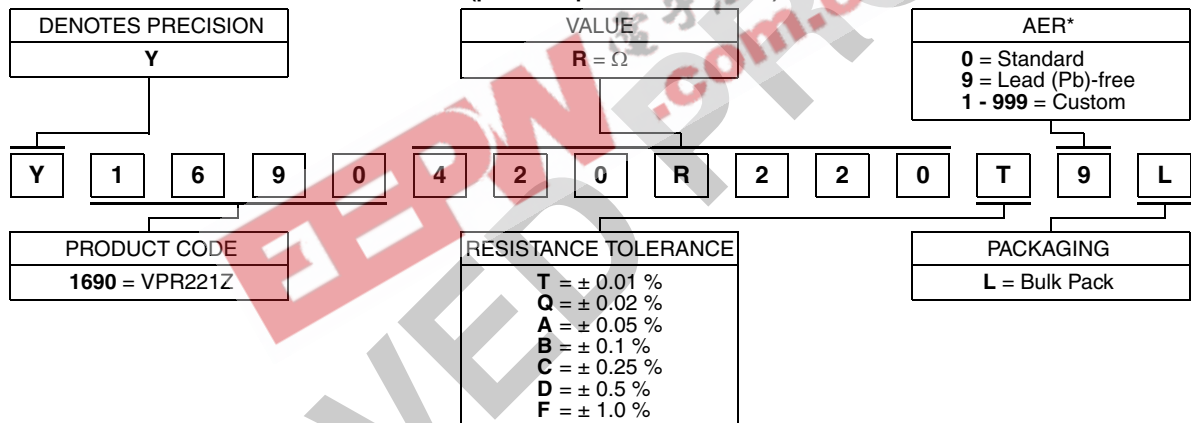 DENOTES PRECISION
Y
VALUE
R = Ω
AER*
0 = Standard
9 = Lead (Pb)-free
1 - 999 = Custom
Y 1 6 9 0 4 2 0 R 2 2 0 T 9 L
PRODUCT CODE
1690 = VPR221Z
RESISTANCE TOLERANCE
T = ± 0.01 %
Q = ± 0.02 %
A = ± 0.05 %
B = ± 0.1 %
C = ± 0.25 %
D = ± 0.5 %
F = ± 1.0 %
PACKAGING
L = Bulk Pack
EEPW
.com.